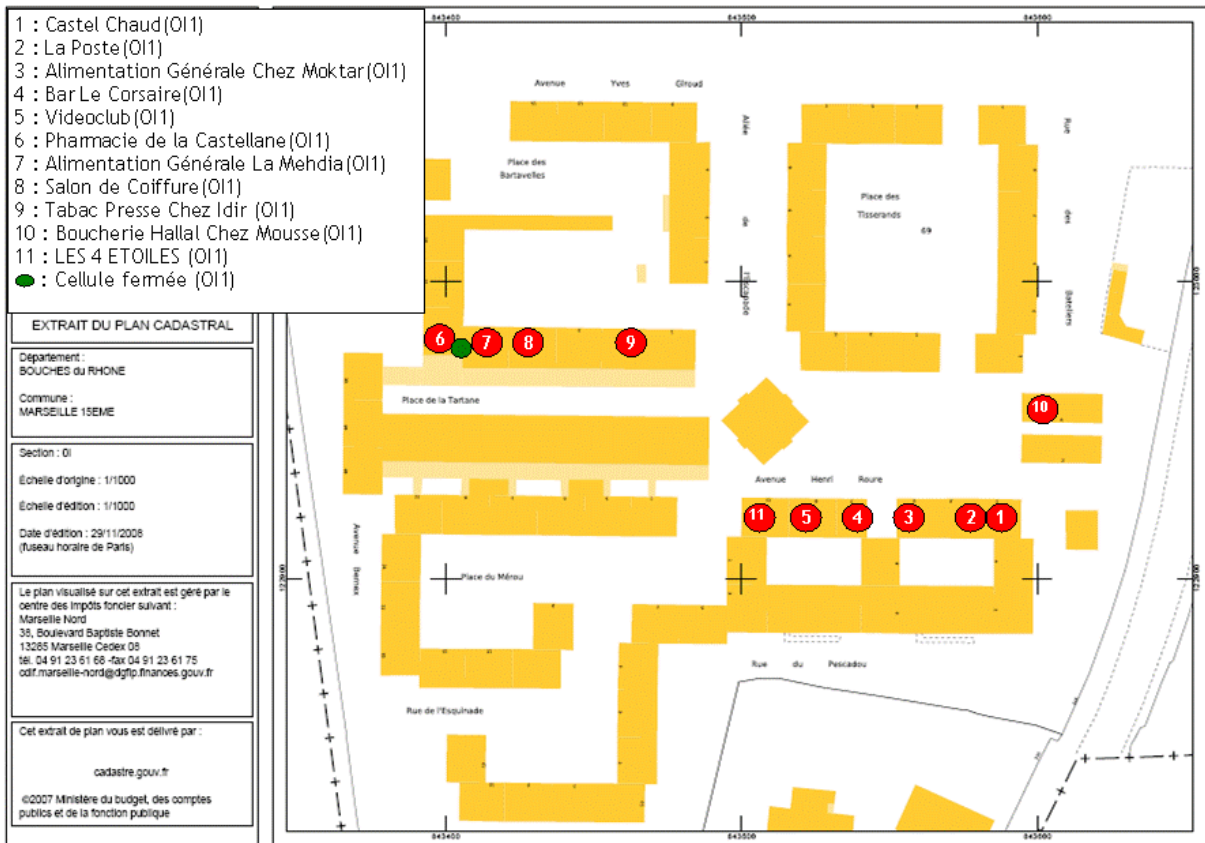 1 : Castel Chaud(OI1)
2 : La Poste(OI1)
3 : Alimentation Générale Chez Moktar(OI1)
4 : Bar Le Corsaire(OI1)
5 : Videoclub(OI1)
6 : Pharmacie de la Castellane(OI1)
7 : Alimentation Générale La Mehdia(OI1)
8 : Salon de Coiffure(OI1)
9 : Tabac Presse Chez Idir (OI1)
10 : Boucherie Hallal Chez Mousse(OI1)
11 : LES 4 ETOILES (OI1)
: Cellule fermée (OI1)
EXTRAIT DU PLAN CADASTRAL
Département :
BOUCHES du RHONE
Commune :
MARSEILLE 15EME
Section : OI
Échelle d'origine : 1/1000
Échelle d'édition : 1/1000
Date d'édition : 29/11/2008
(fuseau horaire de Paris)
Le plan visualisé sur cet extrait est géré par le
centre des impôts foncier suivant :
Marseille Nord
38, Boulevard Baptiste Bonnet
13285 Marseille Cedex 08
tél. 04 91 23 61 68 -fax 04 91 23 61 75
cdif.marseille-nord@dgfip.finances.gouv.fr
Cet extrait de plan vous est délivré par :
cadastre.gouv.fr
©2007 Ministère du budget, des comptes
publics et de la fonction publique
843400
843500
843600
Avenue Yves Giroud
Place des
Bartavelles
Allée de l'Escapade
Place des
Tisserands
69
Rue des Bateliers
123000
6
7
8
9
Place de la Tartane
10
Avenue Henri Roure
11
5
4
3
2
1
Avenue Bernex
Place du Mérou
122900
122900
Rue du Pescadou
Rue de l'Esquinade
843400
843500
843600